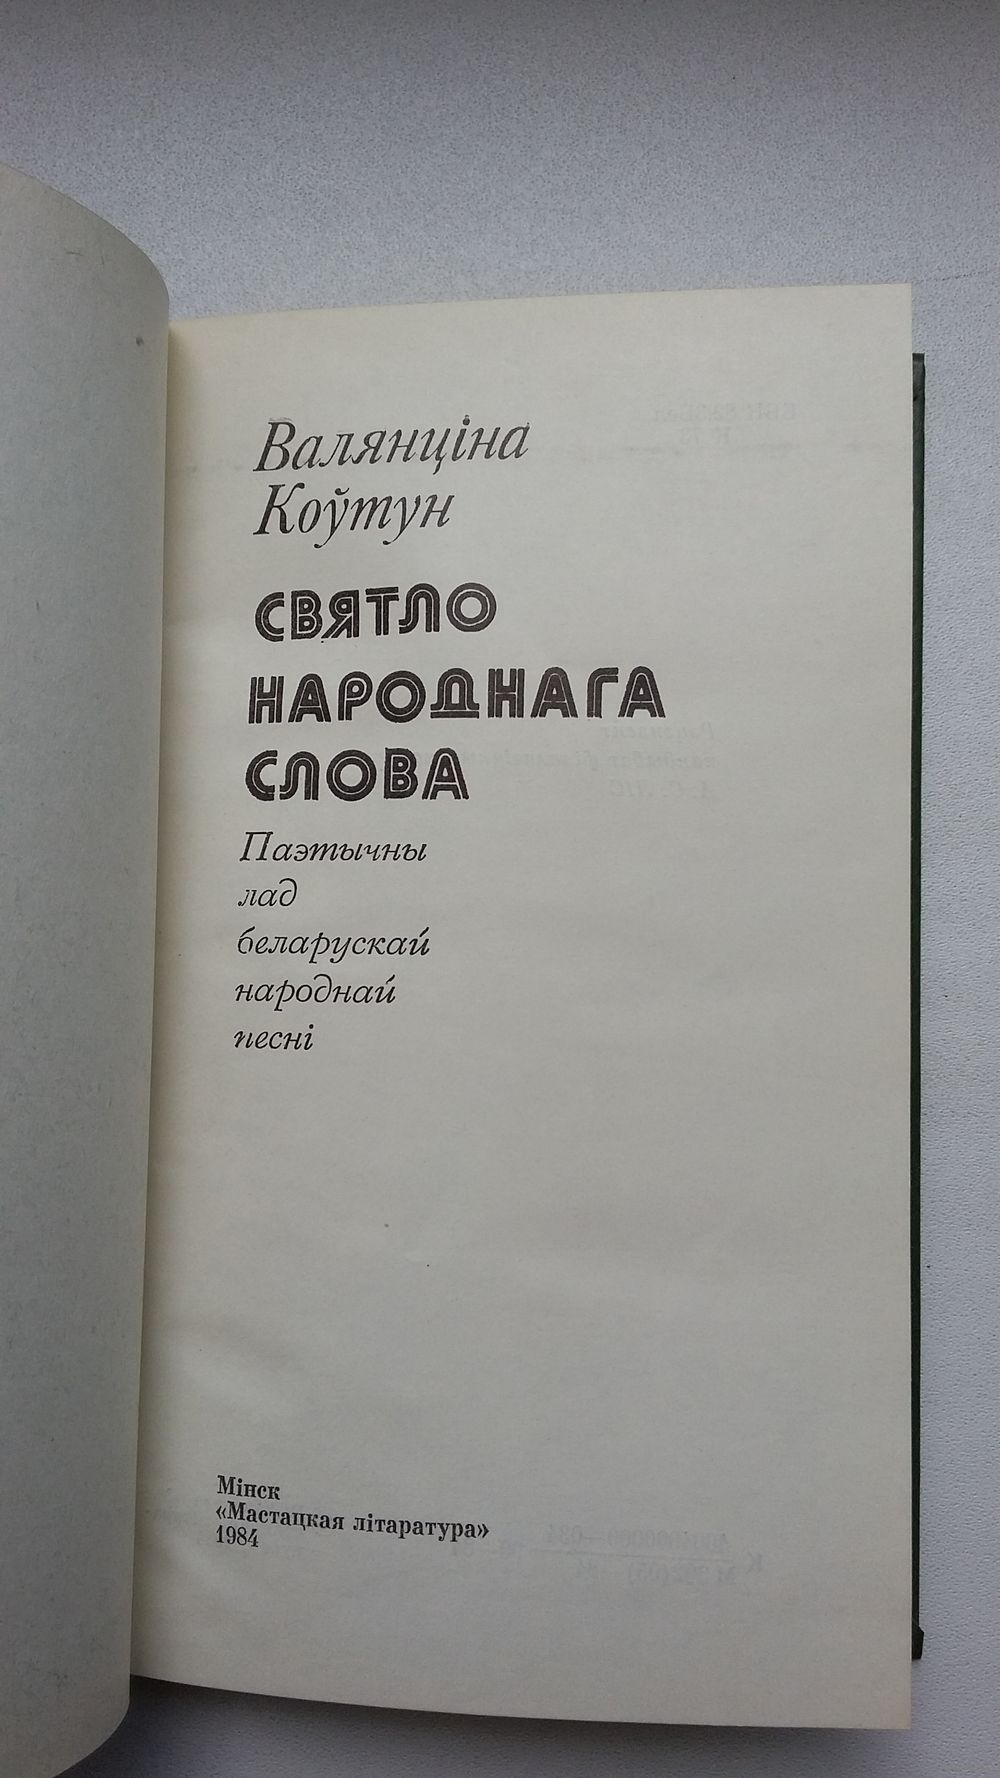 Валянціна
Коўтун
СВЯТЛО
НАРОДНАГА
СЛОВА
Паэтычны
лад
беларускай
народнай
песні
Мінск
«Мастацкая літаратура»
1984